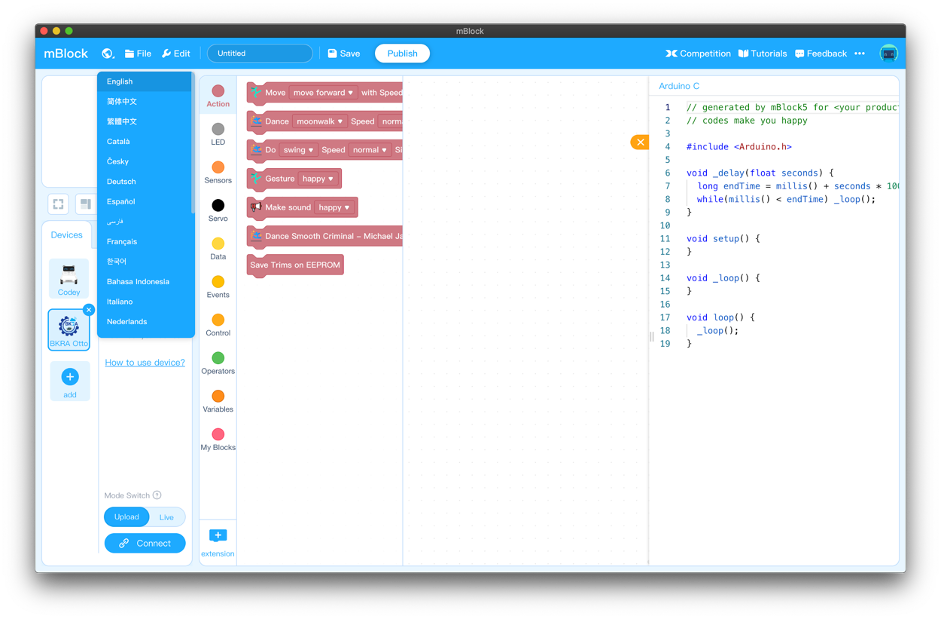 mBlock
mBlock
File
Edit
Untitled
Save
Publish
Competition
Tutorials
Feedback
English
简体中文
繁體中文
Català
Česky
Deutsch
Español
فارسی
Français
한국어
Bahasa Indonesia
Italiano
Nederlands
Devices
Codey
BKRA Otto
add
How to use device?
Mode Switch
Upload
Live
Connect
Action
LED
Sensors
Servo
Data
Events
Control
Operators
Variables
My Blocks
extension
Move move forward with Speed
Dance moonwalk Speed norm
Do swing Speed normal Si
Gesture happy
Make sound happy
Dance Smooth Criminal - Michael Ja
Save Trims on EEPROM
Arduino C
1 // generated by mBlock5 for <your product
2 // codes make you happy
3
4 #include <Arduino.h>
5
6 void _delay(float seconds) {
7 long endTime = millis() + seconds * 100
8 while(millis() < endTime) _loop();
9 }
10
11 void setup() {
12 }
13
14 void _loop() {
15 }
16
17 void loop() {
18 _loop();
19 }